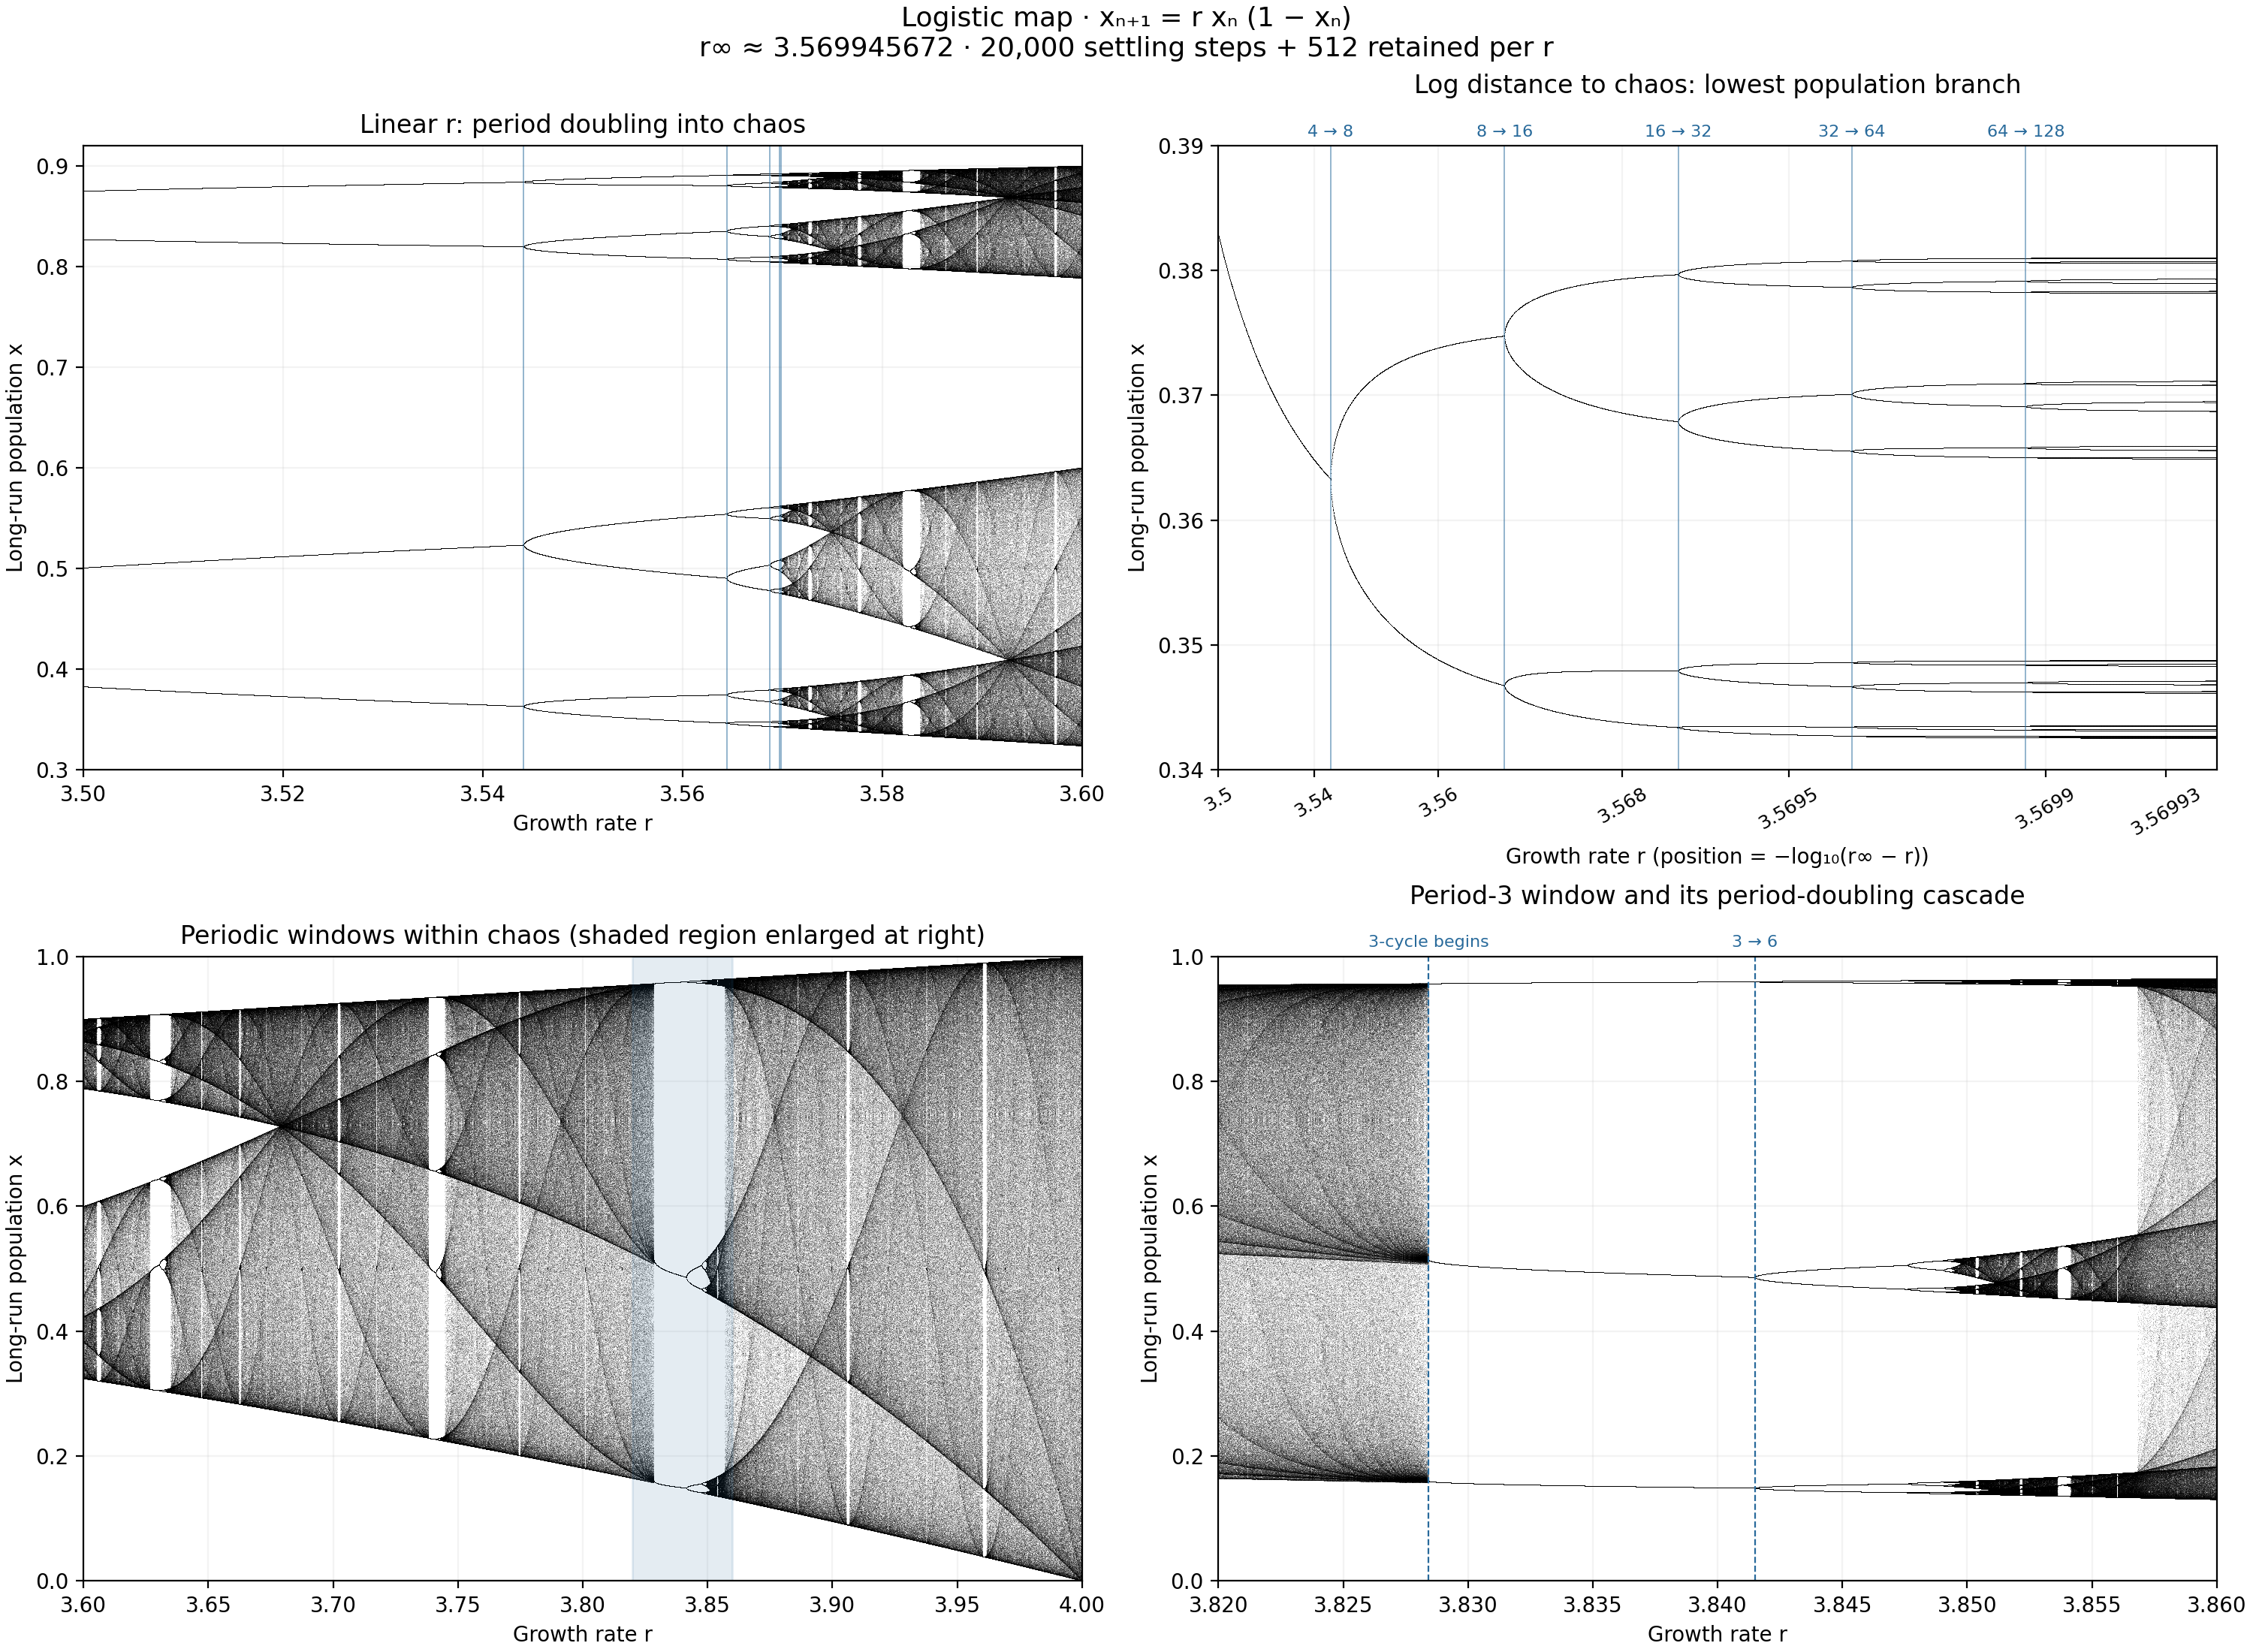 Logistic map · xₙ₊₁ = r xₙ (1 − xₙ)
r∞ ≈ 3.569945672 · 20,000 settling steps + 512 retained per r
Linear r: period doubling into chaos
Long-run population x
0.9
0.8
0.7
0.6
0.5
0.4
0.3
3.50 3.52 3.54 3.56 3.58 3.60
Growth rate r
Log distance to chaos: lowest population branch
4 → 8 8 → 16 16 → 32 32 → 64 64 → 128
Long-run population x
0.39
0.38
0.37
0.36
0.35
0.34
3.5 3.54 3.56 3.568 3.5695 3.5699 3.56993
Growth rate r (position = −log₁₀(r∞ − r))
Periodic windows within chaos (shaded region enlarged at right)
Long-run population x
1.0
0.8
0.6
0.4
0.2
0.0
3.60 3.65 3.70 3.75 3.80 3.85 3.90 3.95 4.00
Growth rate r
Period-3 window and its period-doubling cascade
3-cycle begins 3 → 6
Long-run population x
1.0
0.8
0.6
0.4
0.2
0.0
3.820 3.825 3.830 3.835 3.840 3.845 3.850 3.855 3.860
Growth rate r